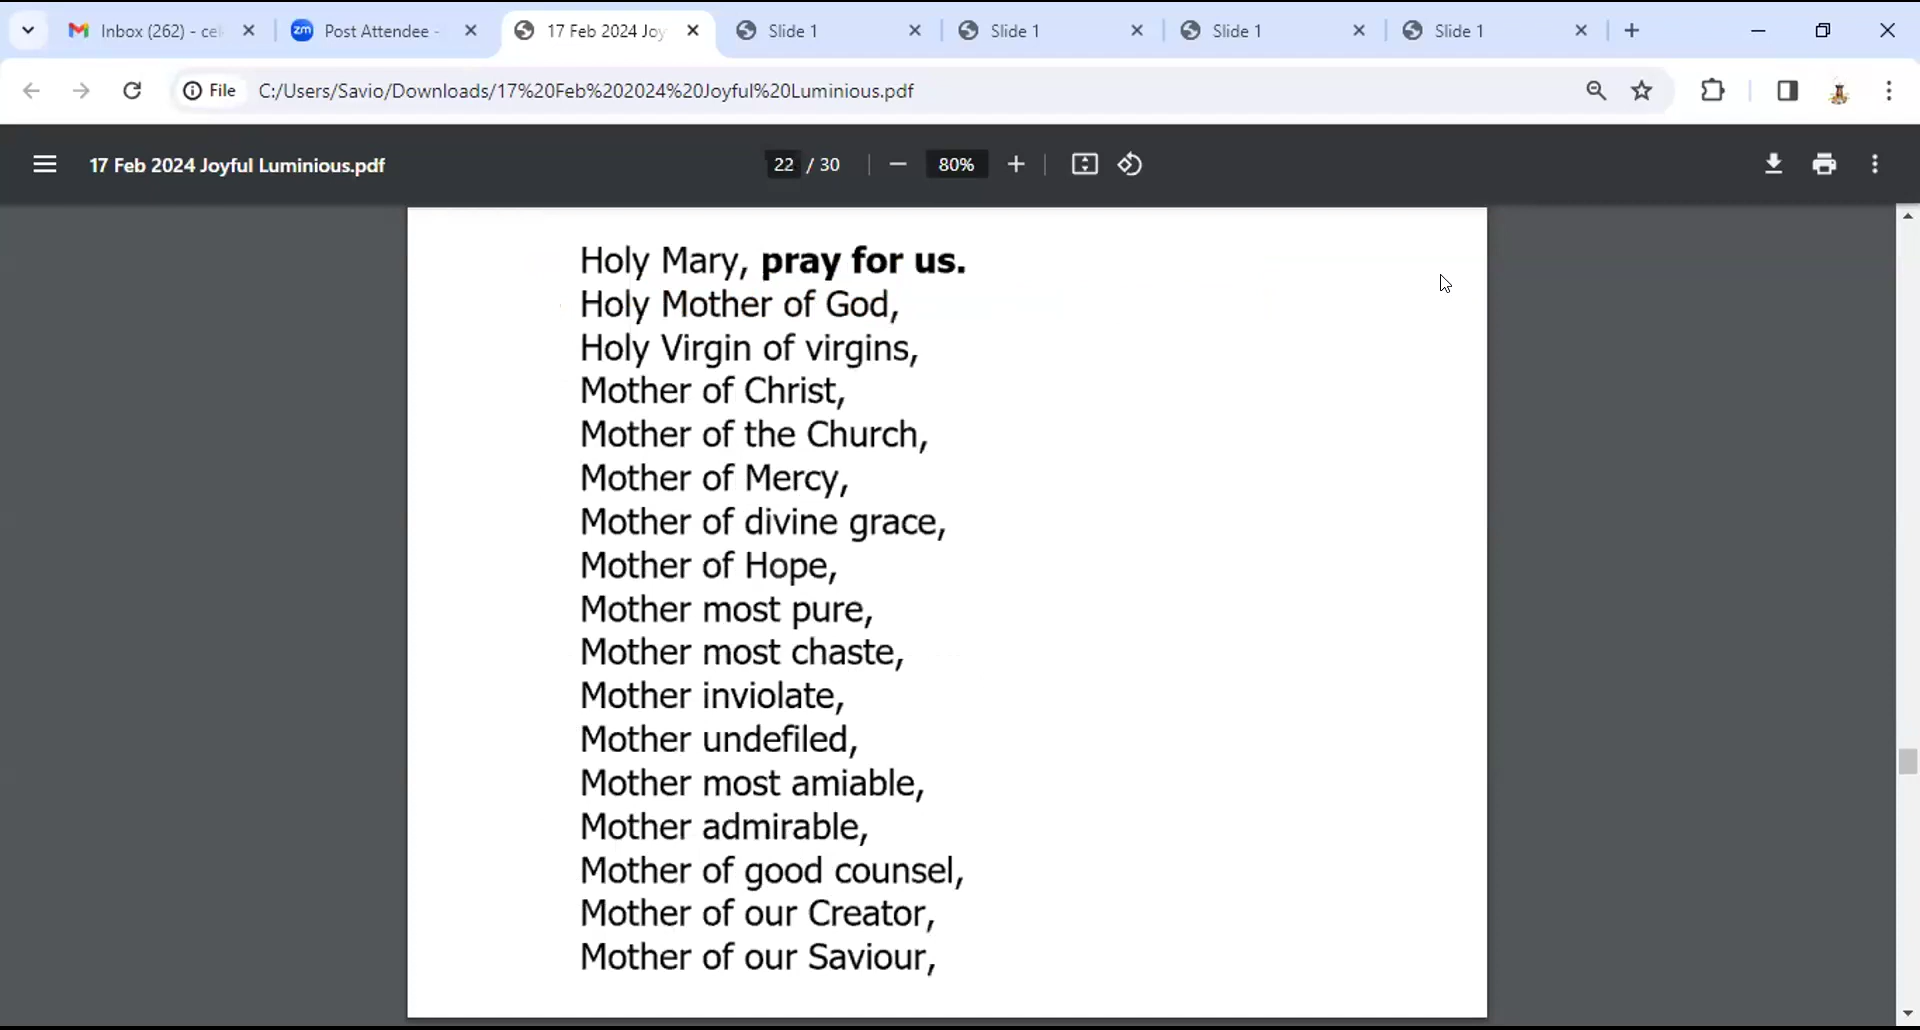 Inbox (262) - cel
Post Attendee -
17 Feb 2024 Joy
Slide 1
Slide 1
Slide 1
Slide 1
File
C:/Users/Savio/Downloads/17%20Feb%202024%20Joyful%20Luminious.pdf
17 Feb 2024 Joyful Luminious.pdf
22 / 30
80%
Holy Mary, pray for us.
Holy Mother of God,
Holy Virgin of virgins,
Mother of Christ,
Mother of the Church,
Mother of Mercy,
Mother of divine grace,
Mother of Hope,
Mother most pure,
Mother most chaste,
Mother inviolate,
Mother undefiled,
Mother most amiable,
Mother admirable,
Mother of good counsel,
Mother of our Creator,
Mother of our Saviour,